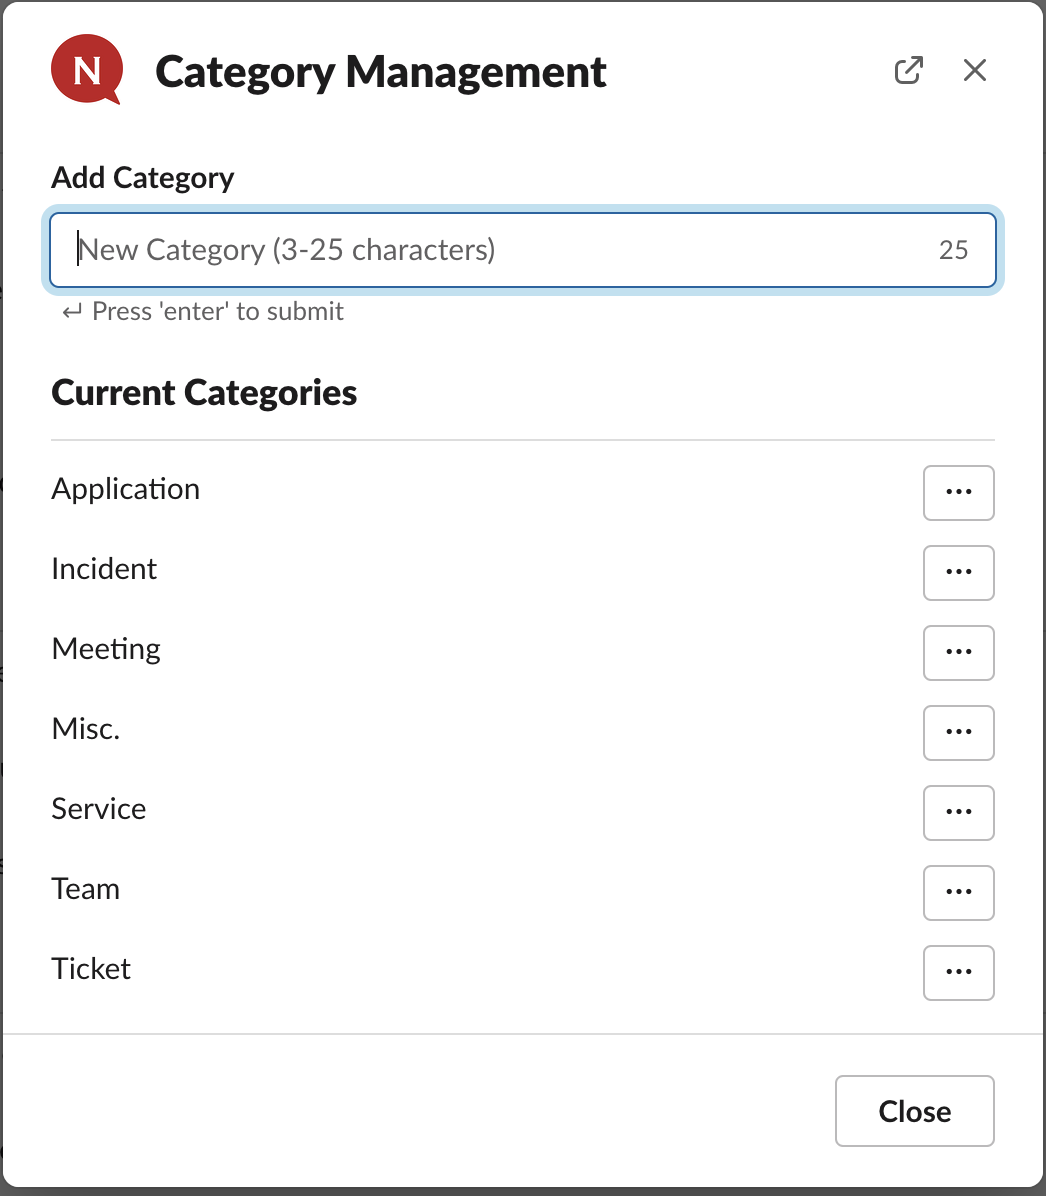 N
Category Management
Add Category
New Category (3-25 characters) 25
↵ Press 'enter' to submit
Current Categories
Application ...
Incident ...
Meeting ...
Misc. ...
Service ...
Team ...
Ticket ...
Close